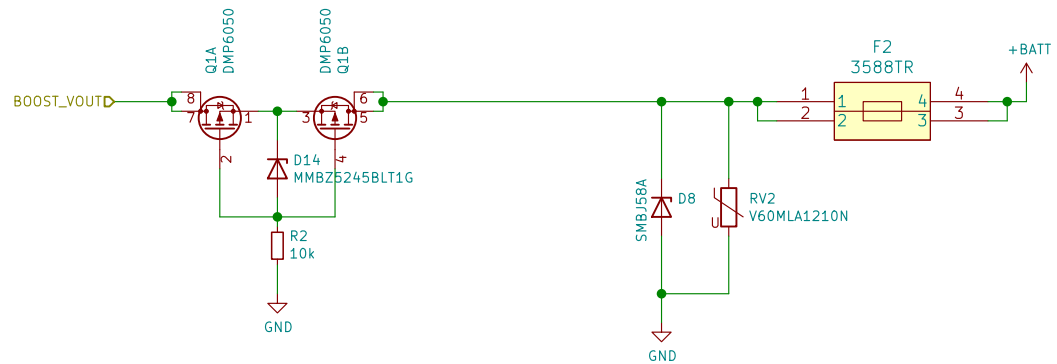 BOOST_VOUT
Q1A
DMP6050
8
7
1
2
DMP6050
Q1B
3
6
5
4
D14
MMBZ5245BLT1G
R2
10k
GND
SMBJ58A
D8
U
RV2
V60MLA1210N
GND
F2
3588TR
1
2
1
2
4
3
4
3
+BATT